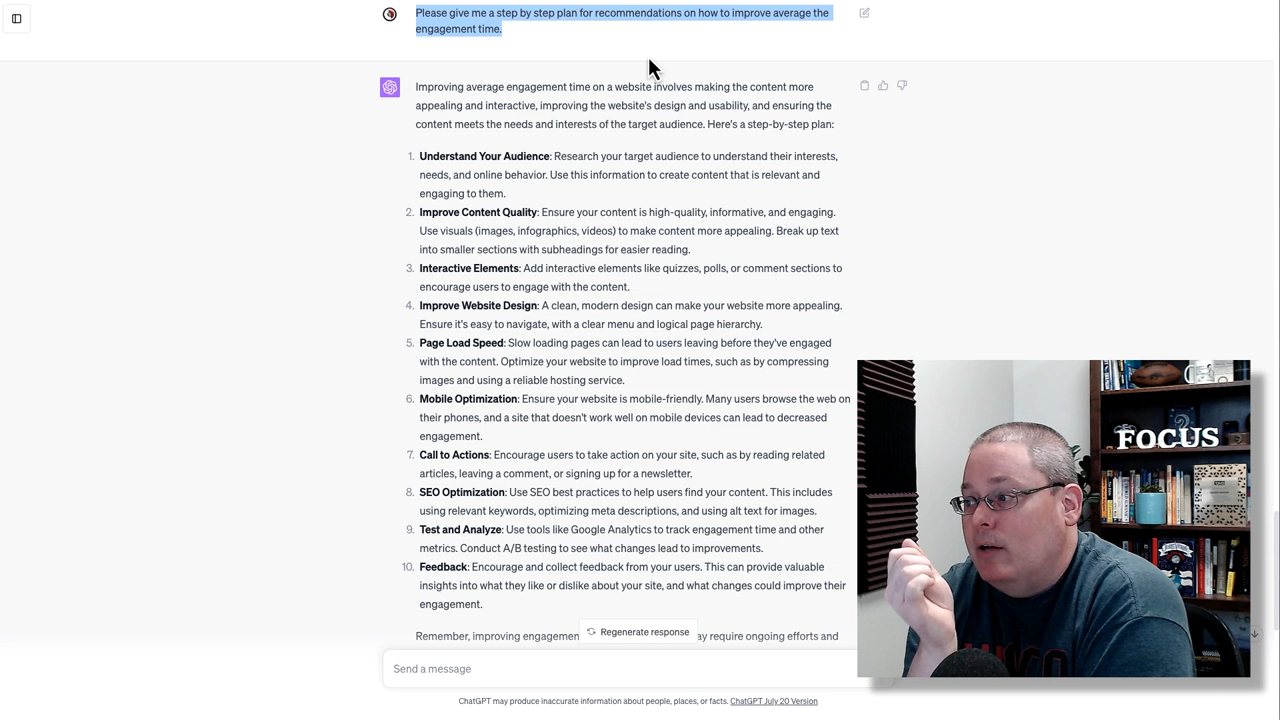 Please give me a step by step plan for recommendations on how to improve average the
engagement time.
Improving average engagement time on a website involves making the content more
appealing and interactive, improving the website's design and usability, and ensuring the
content meets the needs and interests of the target audience. Here's a step-by-step plan:
1. Understand Your Audience: Research your target audience to understand their interests,
needs, and online behavior. Use this information to create content that is relevant and
engaging to them.
2. Improve Content Quality: Ensure your content is high-quality, informative, and engaging.
Use visuals (images, infographics, videos) to make content more appealing. Break up text
into smaller sections with subheadings for easier reading.
3. Interactive Elements: Add interactive elements like quizzes, polls, or comment sections to
encourage users to engage with the content.
4. Improve Website Design: A clean, modern design can make your website more appealing.
Ensure it's easy to navigate, with a clear menu and logical page hierarchy.
5. Page Load Speed: Slow loading pages can lead to users leaving before they've engaged
with the content. Optimize your website to improve load times, such as by compressing
images and using a reliable hosting service.
6. Mobile Optimization: Ensure your website is mobile-friendly. Many users browse the web on
their phones, and a site that doesn't work well on mobile devices can lead to decreased
engagement.
7. Call to Actions: Encourage users to take action on your site, such as by reading related
articles, leaving a comment, or signing up for a newsletter.
8. SEO Optimization: Use SEO best practices to help users find your content. This includes
using relevant keywords, optimizing meta descriptions, and using alt text for images.
9. Test and Analyze: Use tools like Google Analytics to track engagement time and other
metrics. Conduct A/B testing to see what changes lead to improvements.
10. Feedback: Encourage and collect feedback from your users. This can provide valuable
insights into what they like or dislike about your site, and what changes could improve their
engagement.
Remember, improving engagemen ay require ongoing efforts and
Regenerate response
Send a message
ChatGPT may produce inaccurate information about people, places, or facts. ChatGPT July 20 Version
FOCUS